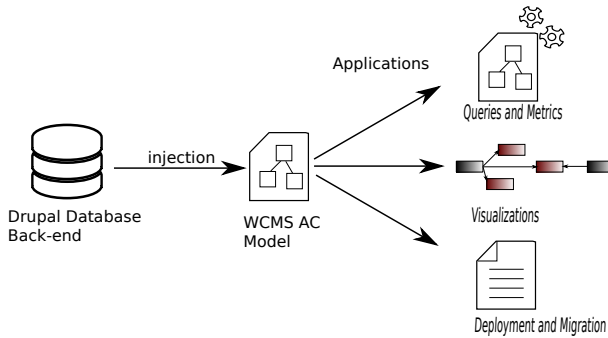 Applications
Queries and Metrics
injection
Drupal Database
Back-end
WCMS AC
Model
Visualizations
Deployment and Migration